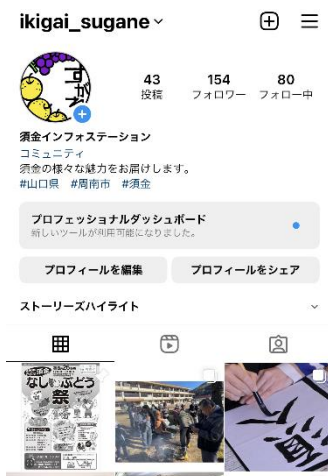 ikigai_sugane
43
投稿
154
フォロワー
80
フォロー中
須金インフォステーション
コミュニティ
須金の様々な魅力をお届けします。
#山口県 #周南市 #須金
プロフェッショナルダッシュボード
新しいツールが利用可能になりました。
プロフィールを編集
プロフィールをシェア
ストーリーズハイライト
なし
ぶどう
祭